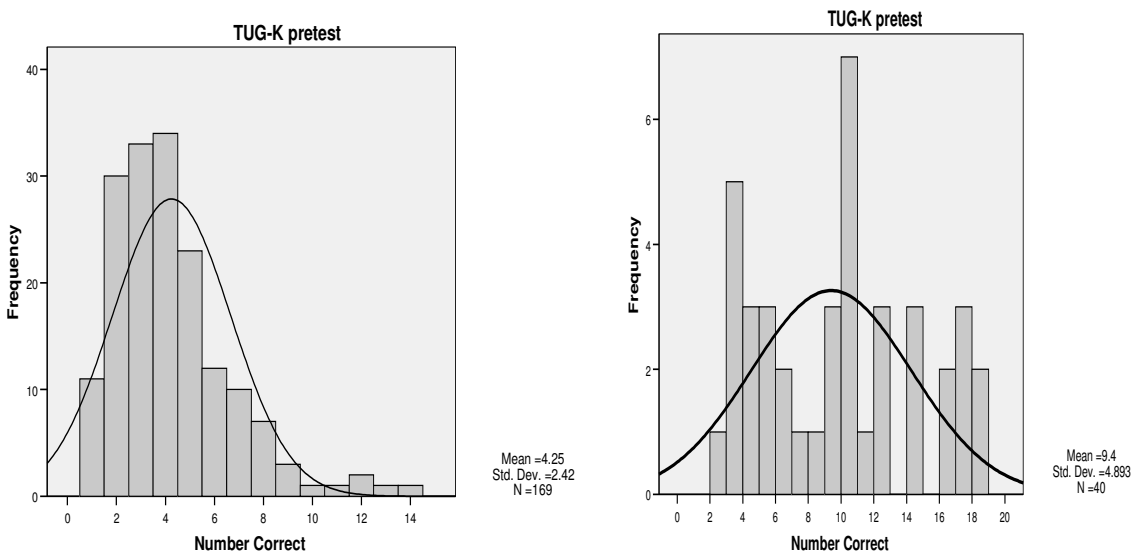 TUG-K pretest
40
30
20
10
0
Frequency
0 2 4 6 8 10 12 14
Number Correct
Mean =4.25
Std. Dev. =2.42
N =169
TUG-K pretest
6
4
2
0
Frequency
0 2 4 6 8 10 12 14 16 18 20
Number Correct
Mean =9.4
Std. Dev. =4.893
N =40